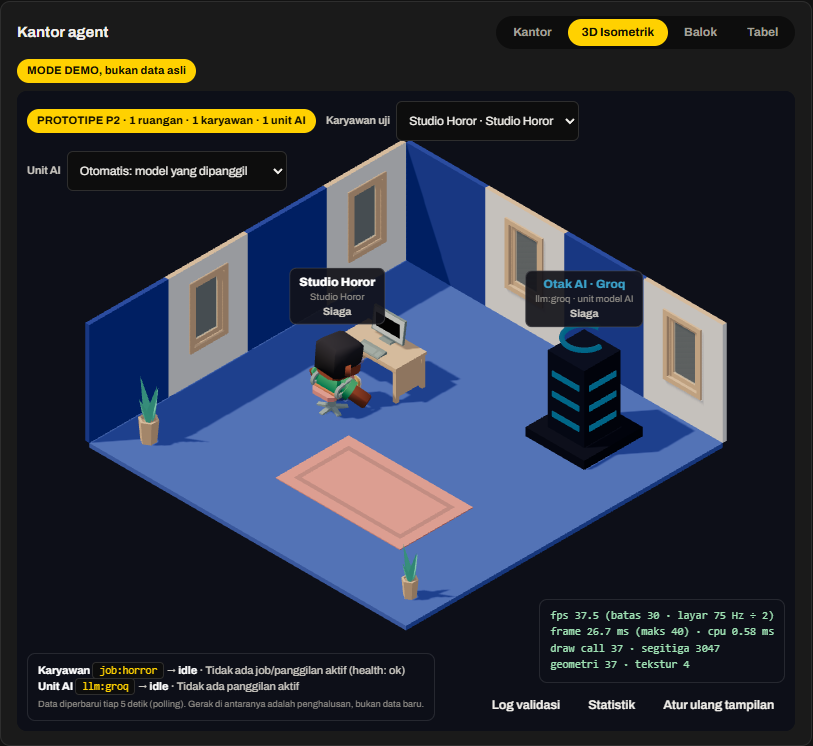 Kantor agent
Kantor 3D Isometrik Balok Tabel
MODE DEMO, bukan data asli
PROTOTIPE P2 · 1 ruangan · 1 karyawan · 1 unit AI
Karyawan uji
Studio Horor · Studio Horor
Unit AI
Otomatis: model yang dipanggil
Studio Horor
Studio Horor
Siaga
Otak AI · Groq
llm:groq · unit model AI
Siaga
fps 37.5 (batas 30 · layar 75 Hz ÷ 2)
frame 26.7 ms (maks 40) · cpu 0.58 ms
draw call 37 · segitiga 3047
geometri 37 · tekstur 4
Karyawan job:horror → idle · Tidak ada job/panggilan aktif (health: ok)
Unit AI llm:groq → idle · Tidak ada panggilan aktif
Data diperbarui tiap 5 detik (polling). Gerak di antaranya adalah penghalusan, bukan data baru.
Log validasi Statistik Atur ulang tampilan